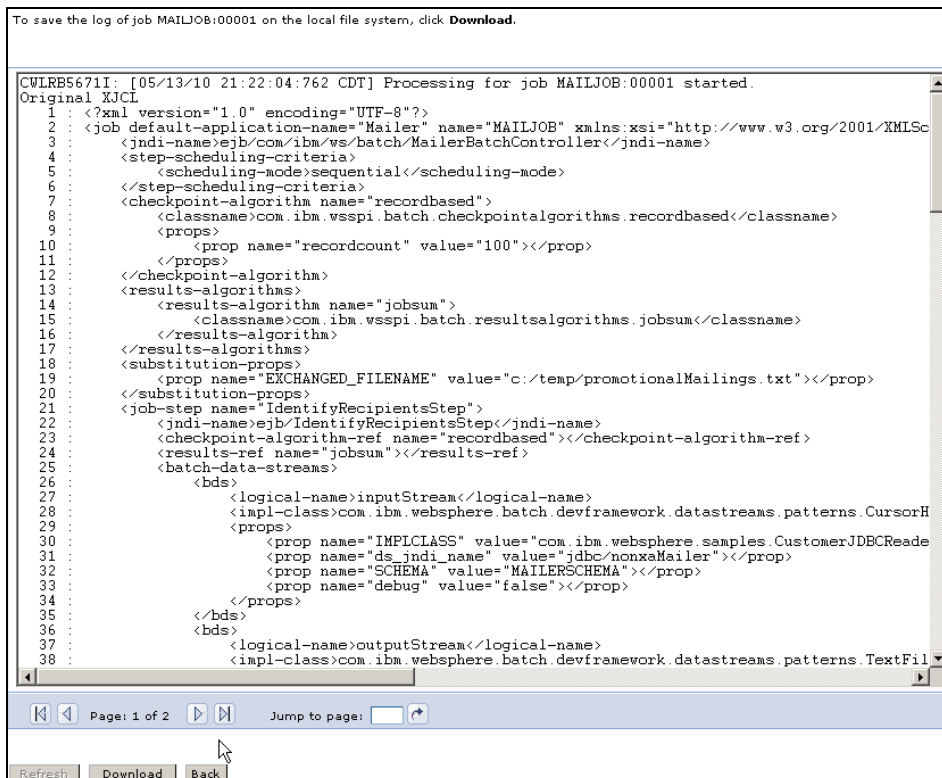 To save the log of job MAILJOB:00001 on the local file system, click Download.
CWLRB5671I: [05/13/10 21:22:04:762 CDT] Processing for job MAILJOB:00001 started.
Original XJCL
1 : <?xml version="1.0" encoding="UTF-8"?>
2 : <job default-application-name="Mailer" name="MAILJOB" xmlns:xsi="http://www.w3.org/2001/XMLSc
3 : <jndi-name>ejb/com/ibm/ws/batch/MailerBatchController</jndi-name>
4 : <step-scheduling-criteria>
5 : <scheduling-mode>sequential</scheduling-mode>
6 : </step-scheduling-criteria>
7 : <checkpoint-algorithm name="recordbased">
8 : <classname>com.ibm.wsspi.batch.checkpointalgorithms.recordbased</classname>
9 : <props>
10 : <prop name="recordcount" value="100"></prop>
11 : </props>
12 : </checkpoint-algorithm>
13 : <results-algorithms>
14 : <results-algorithm name="jobsum">
15 : <classname>com.ibm.wsspi.batch.resultsalgorithms.jobsum</classname>
16 : </results-algorithm>
17 : </results-algorithms>
18 : <substitution-props>
19 : <prop name="EXCHANGED_FILENAME" value="c:/temp/promotionalMailings.txt"></prop>
20 : </substitution-props>
21 : <job-step name="IdentifyRecipientsStep">
22 : <jndi-name>ejb/IdentifyRecipientsStep</jndi-name>
23 : <checkpoint-algorithm-ref name="recordbased"></checkpoint-algorithm-ref>
24 : <results-ref name="jobsum"></results-ref>
25 : <batch-data-streams>
26 : <bds>
27 : <logical-name>inputStream</logical-name>
28 : <impl-class>com.ibm.websphere.batch.devframework.datastreams.patterns.CursorH
29 : <props>
30 : <prop name="IMPLCLASS" value="com.ibm.websphere.samples.CustomerJDBCReade
31 : <prop name="ds_jndi_name" value="jdbc/nonxaMailer"></prop>
32 : <prop name="SCHEMA" value="MAILERSCHEMA"></prop>
33 : <prop name="debug" value="false"></prop>
34 : </props>
35 : </bds>
36 : <bds>
37 : <logical-name>outputStream</logical-name>
38 : <impl-class>com.ibm.websphere.batch.devframework.datastreams.patterns.TextFil
Page: 1 of 2 Jump to page:
Refresh Download Back